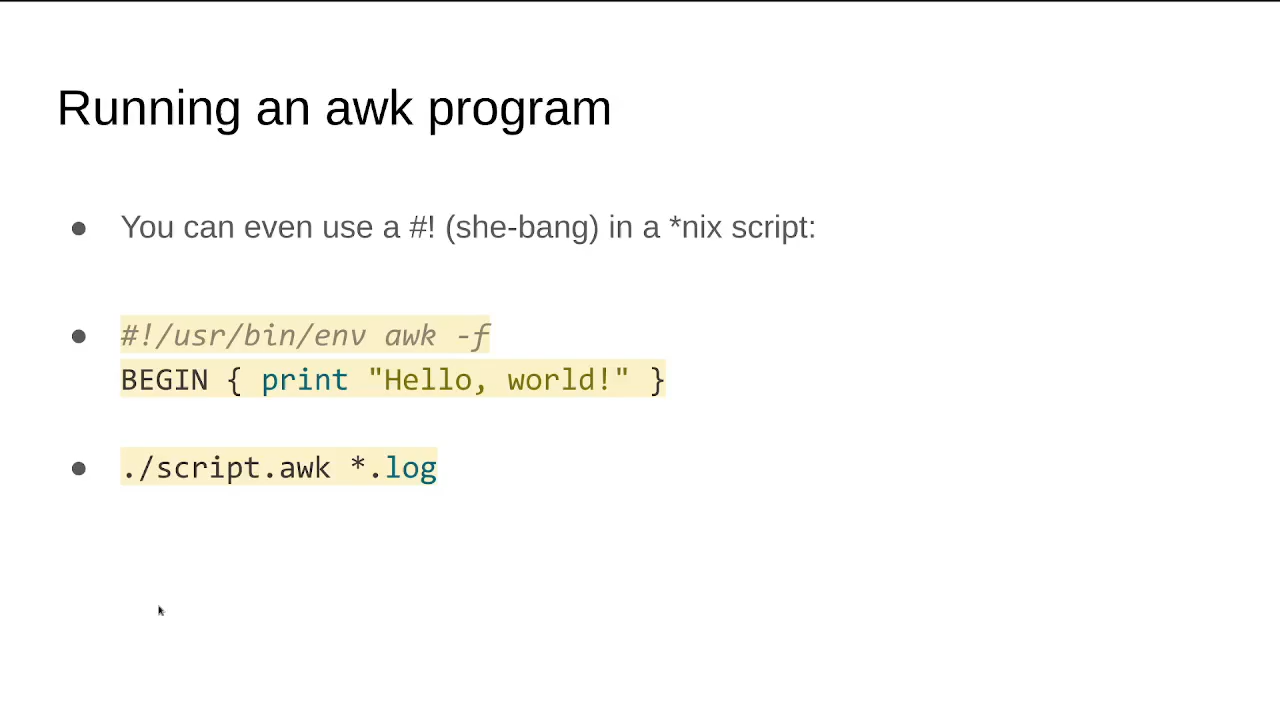 Running an awk program
● You can even use a #! (she-bang) in a *nix script:
● #!/usr/bin/env awk -f
BEGIN { print "Hello, world!" }
● ./script.awk *.log